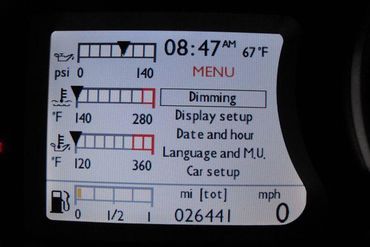 08:47AM 67°F
psi 0 140
MENU
Dimming
°F 140 280
Display setup
Date and hour
Language and M.U.
°F 120 360
Car setup
mi [tot] mph
0 1/2 1 026441 0